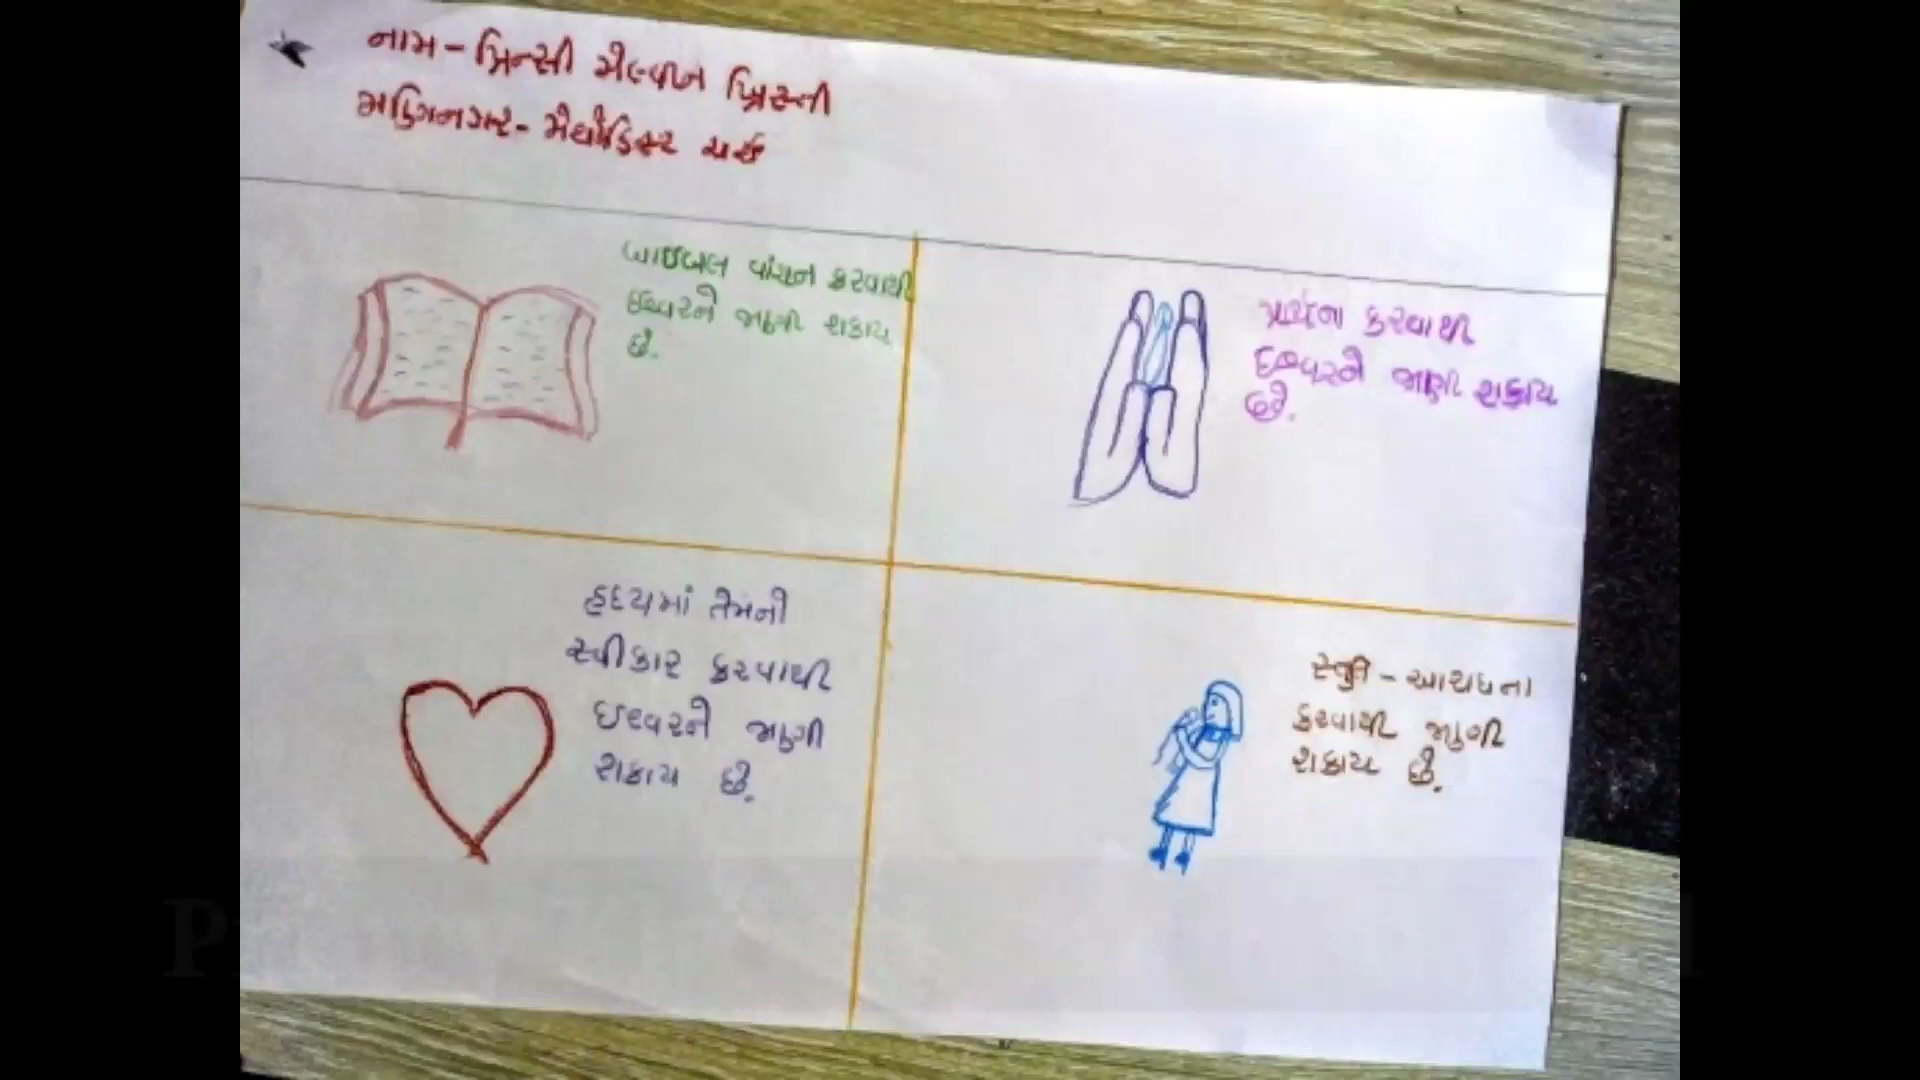 નામ - પ્રિન્સી મેલ્વીન ખ્રિસ્તી
મણિનગર - મેથોડિસ્ટ ચર્ચ
બાઇબલ વાંચન કરવાથી
ઇશ્વરને જાણી શકાય
છે.
પ્રાર્થના કરવાથી
ઇશ્વરને જાણી શકાય
છે.
હૃદયમાં તેમનો
સ્વીકાર કરવાથી
ઇશ્વરને જાણી
શકાય છે.
સ્તુતિ - આરાધના
કરવાથી જાણી
શકાય છે.